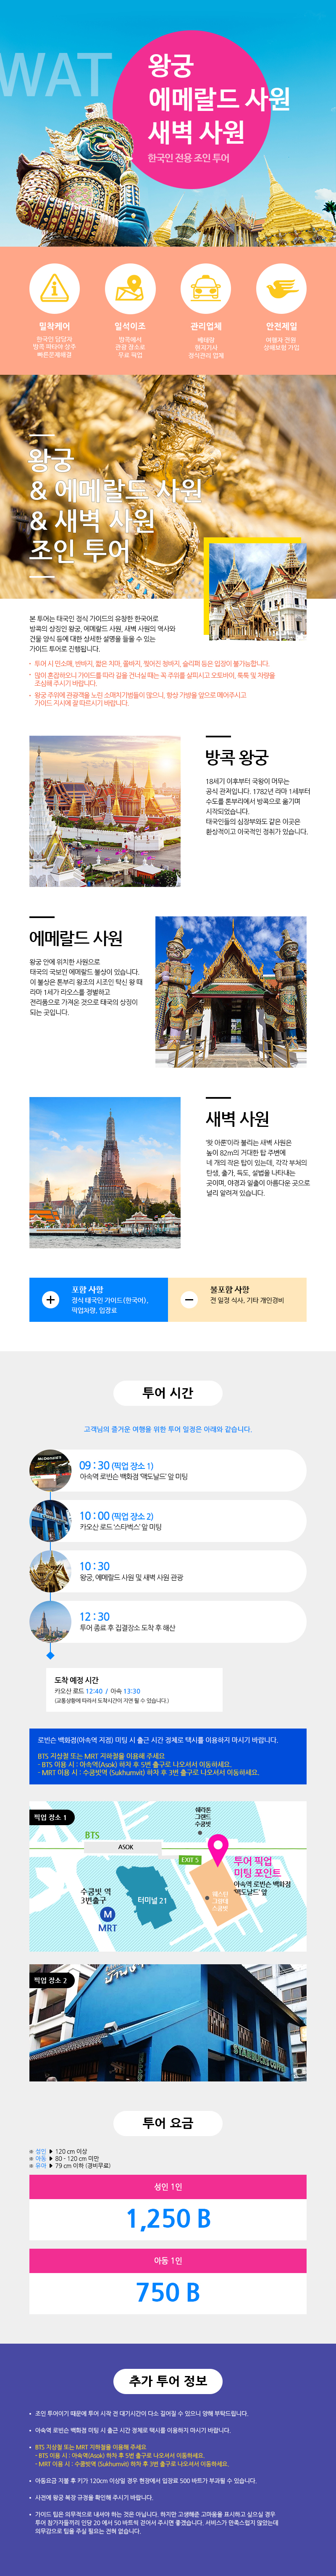 WAT
왕궁
에메랄드 사원
새벽 사원
한국인 전용 조인 투어
밀착케어
한국인 담당자
방콕 파타야 상주
빠른문제해결
일석이조
방콕에서
관광 장소로
무료 픽업
관리업체
베테랑
현지기사
정식관리 업체
안전제일
여행자 전원
상해보험 가입
왕궁
& 에메랄드 사원
& 새벽 사원
조인 투어
본 투어는 태국인 정식 가이드의 유창한 한국어로
방콕의 상징인 왕궁, 에메랄드 사원, 새벽 사원의 역사와
건물 양식 등에 대한 상세한 설명을 들을 수 있는
가이드 투어로 진행됩니다.
• 투어 시 민소매, 반바지, 짧은 치마, 쫄바지, 찢어진 청바지, 슬리퍼 등은 입장이 불가능합니다.
• 많이 혼잡하오니 가이드를 따라 길을 건너실 때는 꼭 주위를 살피시고 오토바이, 툭툭 및 차량을
조심해 주시기 바랍니다.
• 왕궁 주위에 관광객을 노린 소매치기범들이 많으니, 항상 가방을 앞으로 매어주시고
가이드 지시에 잘 따르시기 바랍니다.
방콕 왕궁
18세기 이후부터 국왕이 머무는
공식 관저입니다. 1782년 라마 1세부터
수도를 톤부리에서 방콕으로 옮기며
시작되었습니다.
태국인들의 심장부와도 같은 이곳은
환상적이고 이국적인 정취가 있습니다.
에메랄드 사원
왕궁 안에 위치한 사원으로
태국의 국보인 에메랄드 불상이 있습니다.
이 불상은 톤부리 왕조의 시조인 탁신 왕 때
라마 1세가 라오스를 정벌하고
전리품으로 가져온 것으로 태국의 상징이
되는 곳입니다.
새벽 사원
'왓 아룬'이라 불리는 새벽 사원은
높이 82m의 거대한 탑 주변에
네 개의 작은 탑이 있는데, 각각 부처의
탄생, 출가, 득도, 설법을 나타내는
곳이며, 야경과 일출이 아름다운 곳으로
널리 알려져 있습니다.
포함 사항
정식 태국인 가이드(한국어),
픽업차량, 입장료
불포함 사항
전 일정 식사, 기타 개인경비
투어 시간
고객님의 즐거운 여행을 위한 투어 일정은 아래와 같습니다.
McDonald's
09 : 30 (픽업 장소 1)
아속역 로빈슨 백화점 '맥도날드' 앞 미팅
10 : 00 (픽업 장소 2)
카오산 로드 '스타벅스' 앞 미팅
10 : 30
왕궁, 에메랄드 사원 및 새벽 사원 관광
12 : 30
투어 종료 후 집결장소 도착 후 해산
도착 예정 시간
카오산 로드 12:40 / 아속 13:30
(교통상황에 따라서 도착시간이 지연 될 수 있습니다.)
로빈슨 백화점(아속역 지점) 미팅 시 출근 시간 정체로 택시를 이용하지 마시기 바랍니다.
BTS 지상철 또는 MRT 지하철을 이용해 주세요
- BTS 이용 시 : 아속역(Asok) 하차 후 5번 출구로 나오셔서 이동하세요.
- MRT 이용 시 : 수쿰빗역 (Sukhumvit) 하차 후 3번 출구로 나오셔서 이동하세요.
픽업 장소 1
쉐라톤
그랜드
수쿰빗
BTS
ASOK
EXIT 5
투어 픽업
미팅 포인트
아속역 로빈슨 백화점
'맥도날드' 앞
수쿰빗 역
3번출구
M
MRT
터미널 21
웨스틴
그랜데
수쿰빗
픽업 장소 2
STARBUCKS COFFEE
투어 요금
※ 성인 ▶ 120 cm 이상
※ 아동 ▶ 80 - 120 cm 미만
※ 유아 ▶ 79 cm 이하 (경비무료)
성인 1인
1,250 B
아동 1인
750 B
추가 투어 정보
• 조인 투어이기 때문에 투어 시작 전 대기시간이 다소 길어질 수 있으니 양해 부탁드립니다.
• 아속역 로빈슨 백화점 미팅 시 출근 시간 정체로 택시를 이용하지 마시기 바랍니다.
• BTS 지상철 또는 MRT 지하철을 이용해 주세요
- BTS 이용 시 : 아속역(Asok) 하차 후 5번 출구로 나오셔서 이동하세요.
- MRT 이용 시 : 수쿰빗역 (Sukhumvit) 하차 후 3번 출구로 나오셔서 이동하세요.
• 아동요금 지불 후 키가 120cm 이상일 경우 현장에서 입장료 500 바트가 부과될 수 있습니다.
• 사전에 왕궁 복장 규정을 확인해 주시기 바랍니다.
• 가이드 팁은 의무적으로 내셔야 하는 것은 아닙니다. 하지만 고생해준 고마움을 표시하고 싶으실 경우
투어 참가자들끼리 인당 20 에서 50 바트씩 걷어서 주시면 좋겠습니다. 서비스가 만족스럽지 않았는데
의무감으로 팁을 주실 필요는 전혀 없습니다.